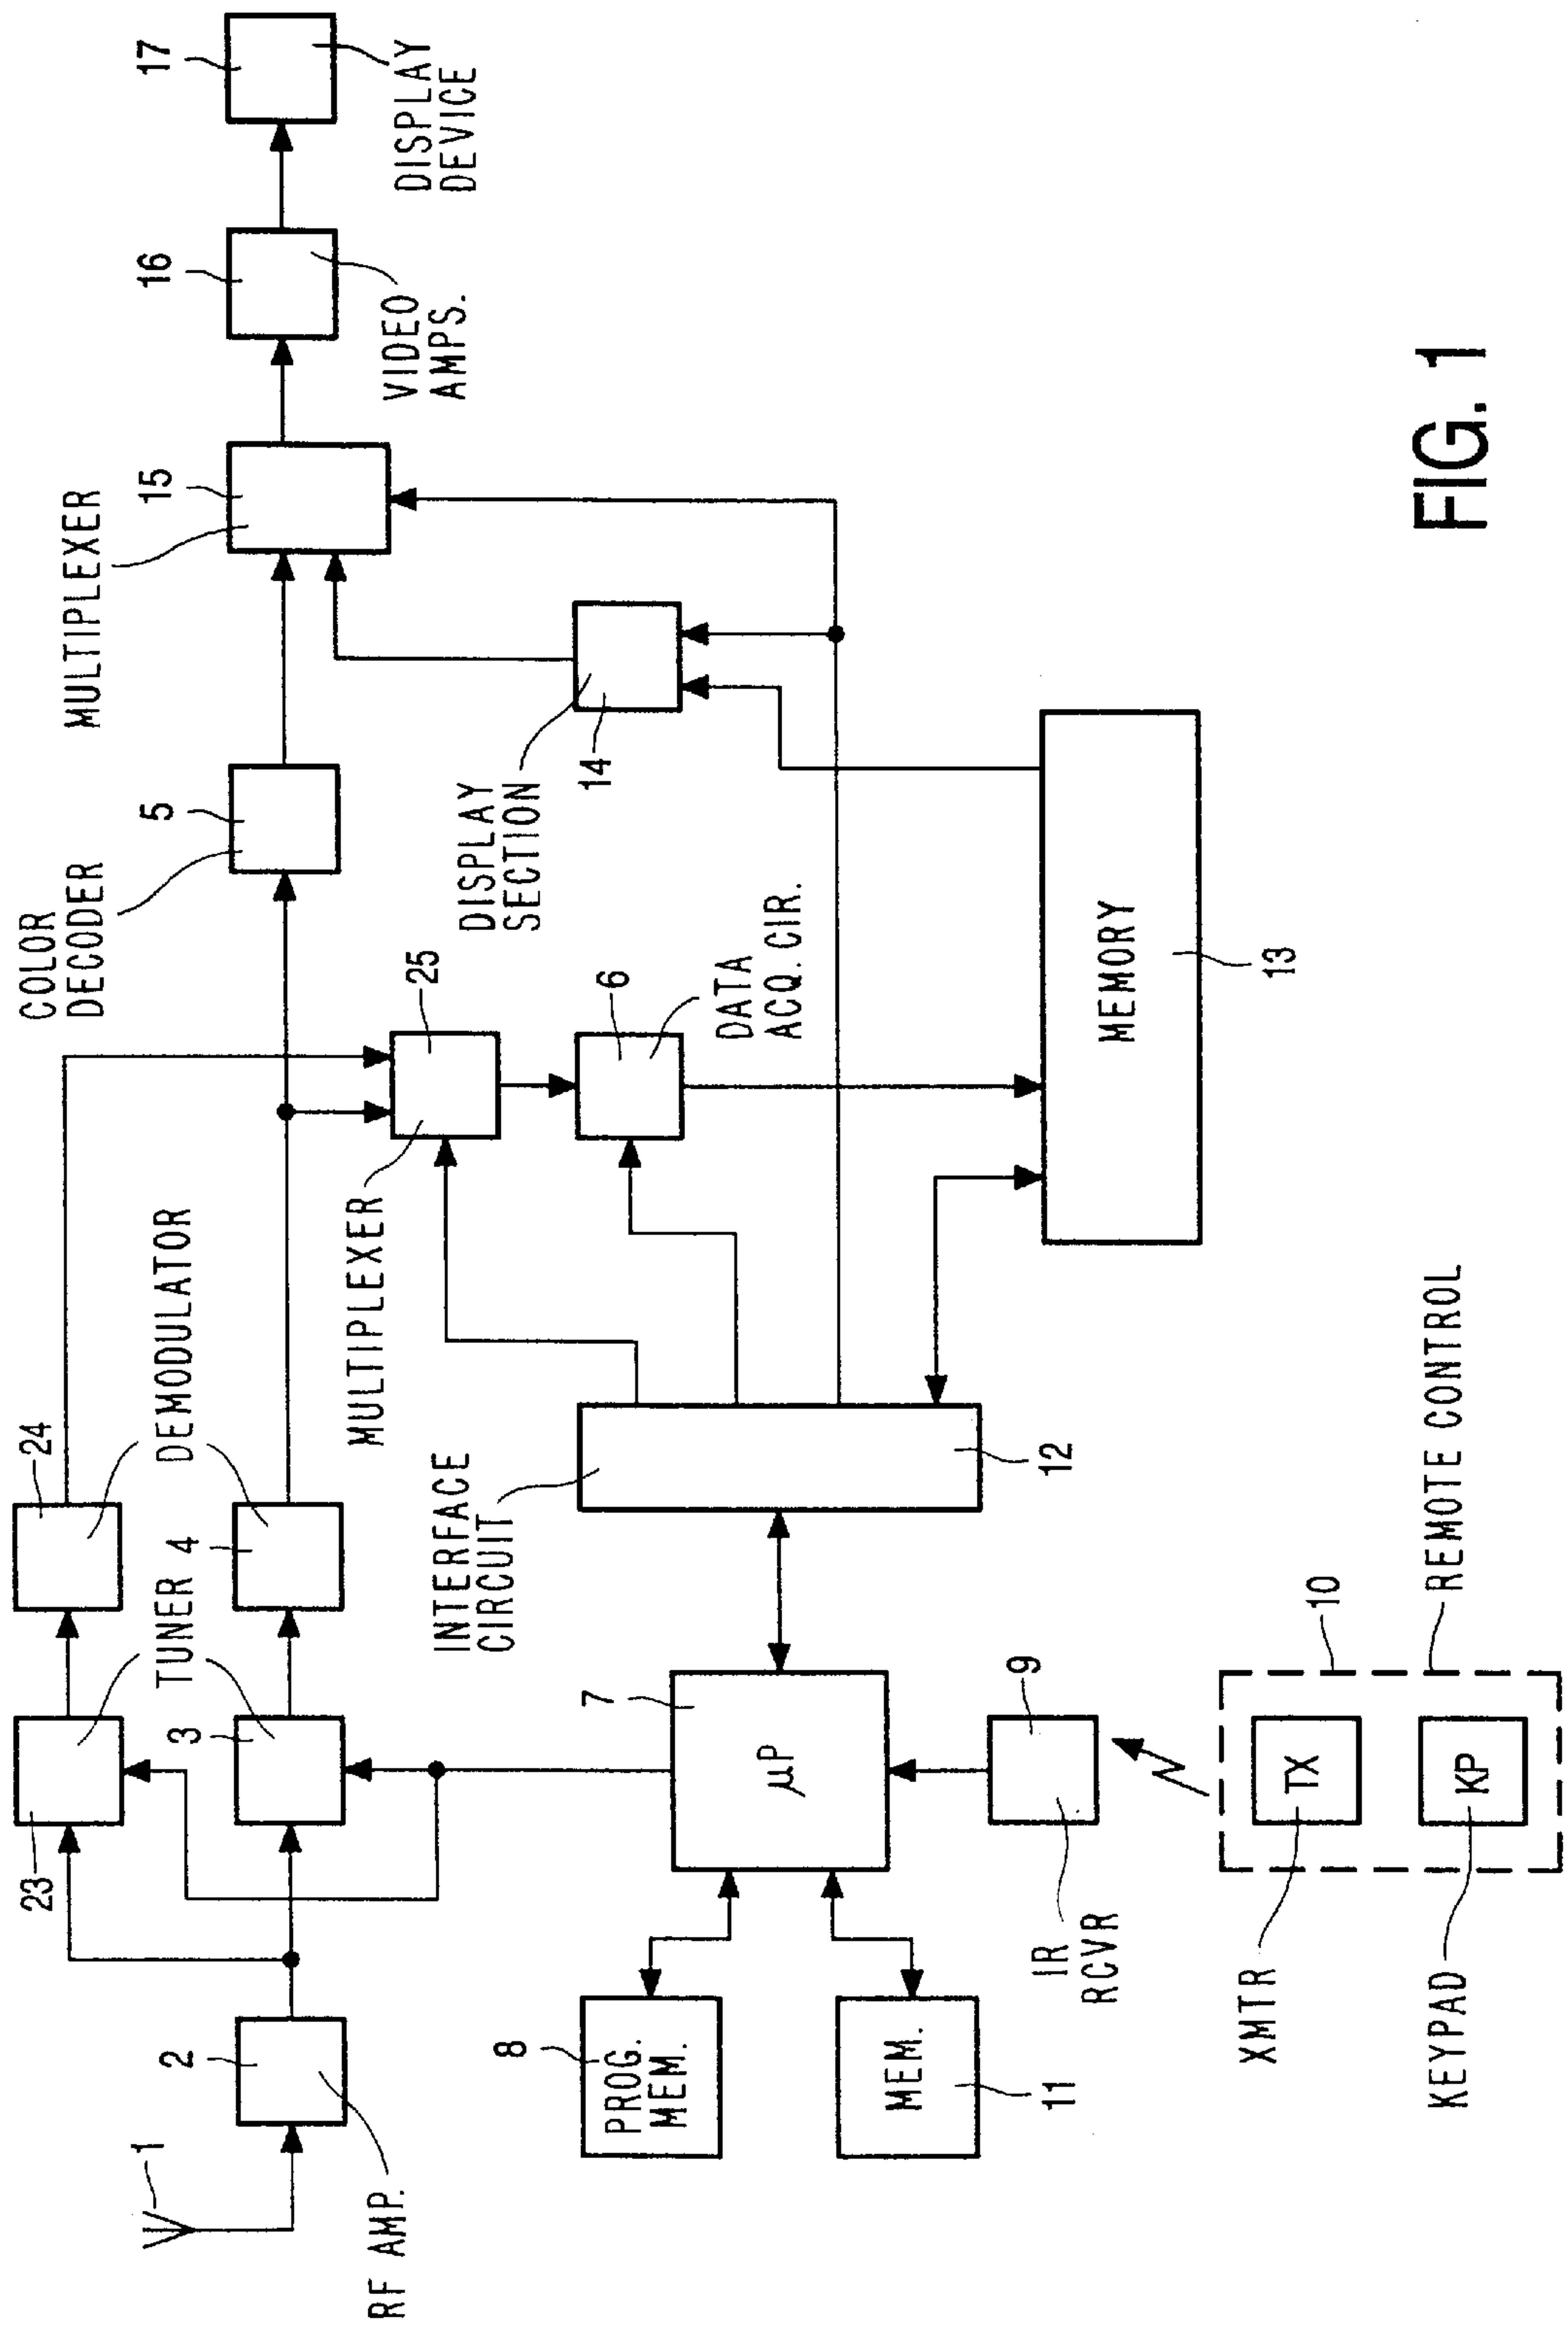 24
DEMODULATOR
COLOR
DECODER
MULTIPLEXER
23
TUNER
1
2
3
4
5
15
16
17
RF AMP.
MULTIPLEXER
25
VIDEO
AMPS.
DISPLAY
DEVICE
INTERFACE
CIRCUIT
DISPLAY
SECTION
14
6
DATA
ACQ. CIR.
8
PROG.
MEM.
7
μP
MEM.
11
12
MEMORY
13
IR
RCVR
9
XMTR
TX
10
KEYPAD
KP
REMOTE CONTROL
FIG. 1